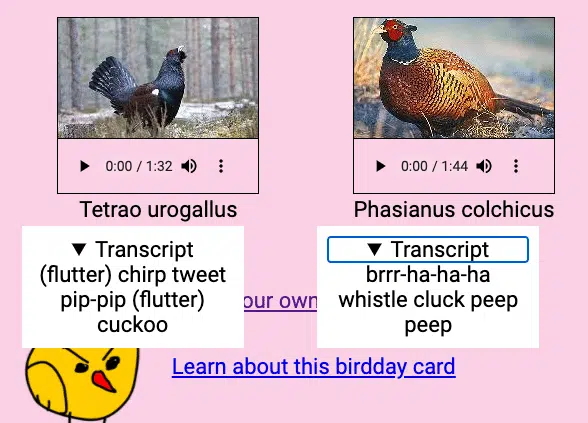 0:00 / 1:32
0:00 / 1:44
Tetrao urogallus
Phasianus colchicus
▼ Transcript
(flutter) chirp tweet
pip-pip (flutter)
cuckoo
▼ Transcript
brrr-ha-ha-ha
whistle cluck peep
peep
our own
Learn about this birdday card